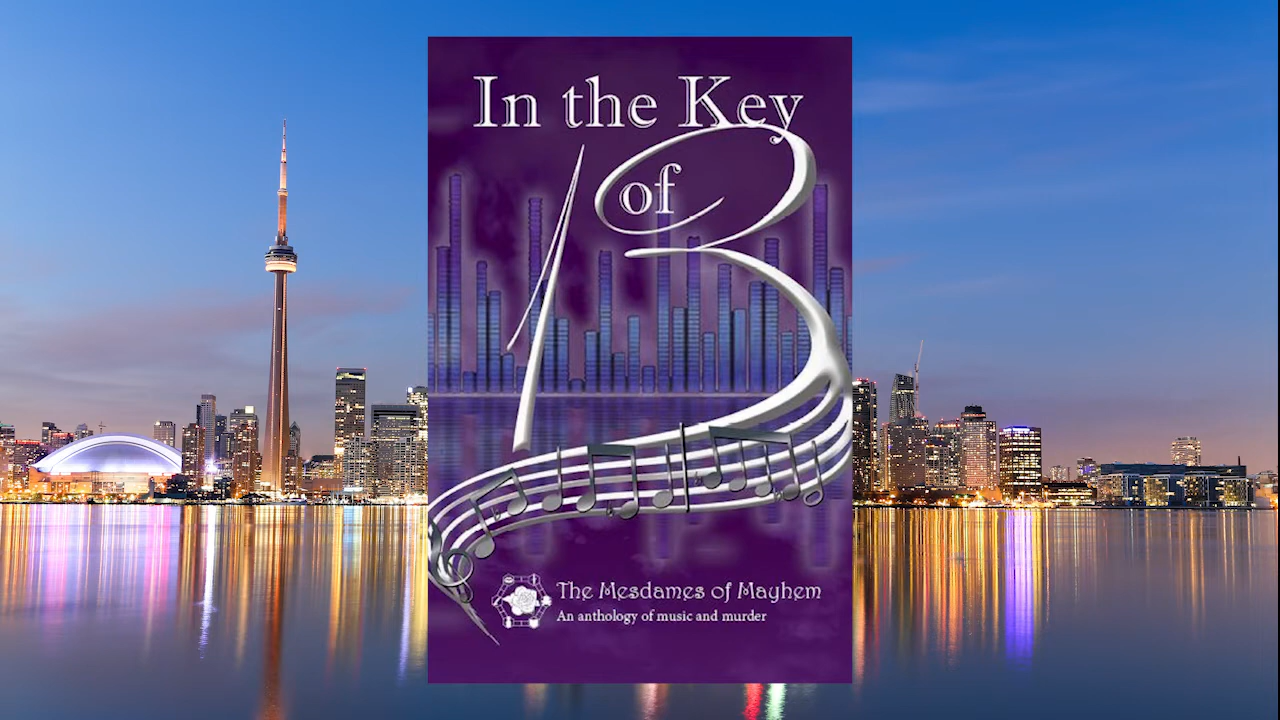 In the Key
of
13
The Mesdames of Mayhem
An anthology of music and murder